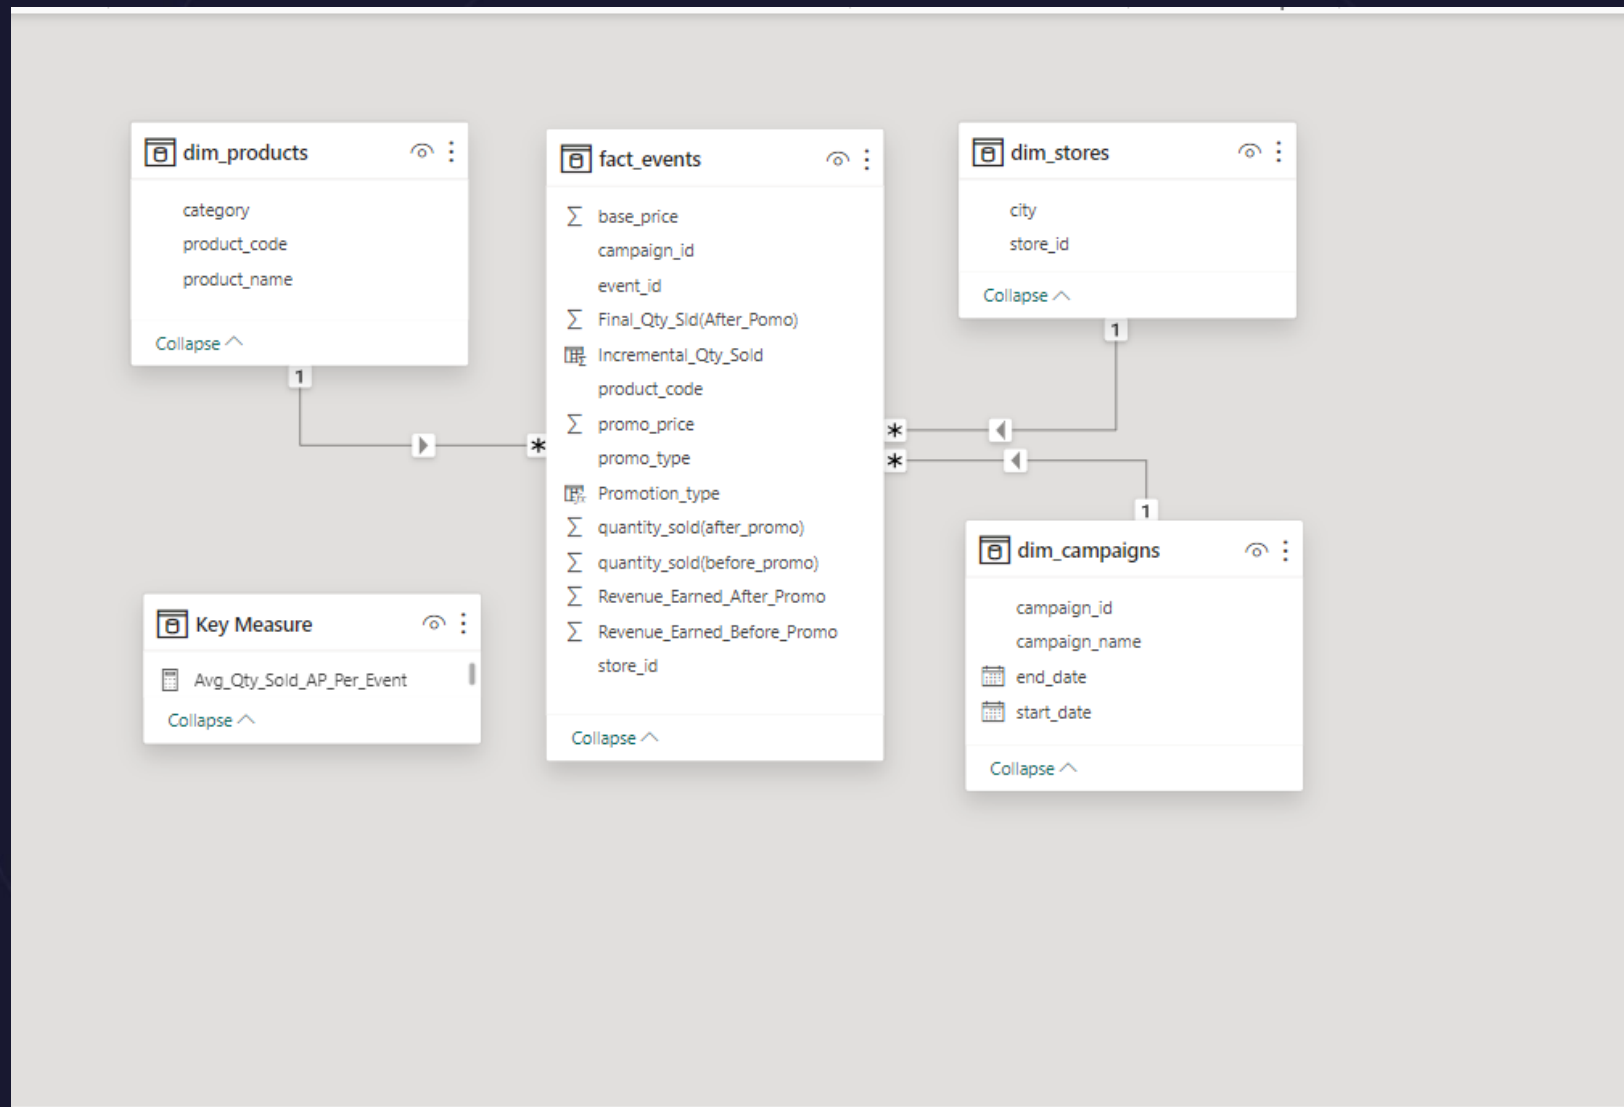 dim_products
category
product_code
product_name
Collapse
1
*
fact_events
base_price
campaign_id
event_id
Final_Qty_Sld(After_Pomo)
Incremental_Qty_Sold
product_code
promo_price
promo_type
Promotion_type
quantity_sold(after_promo)
quantity_sold(before_promo)
Revenue_Earned_After_Promo
Revenue_Earned_Before_Promo
store_id
Collapse
dim_stores
city
store_id
Collapse
1
*
*
1
dim_campaigns
campaign_id
campaign_name
end_date
start_date
Collapse
Key Measure
Avg_Qty_Sold_AP_Per_Event
Collapse